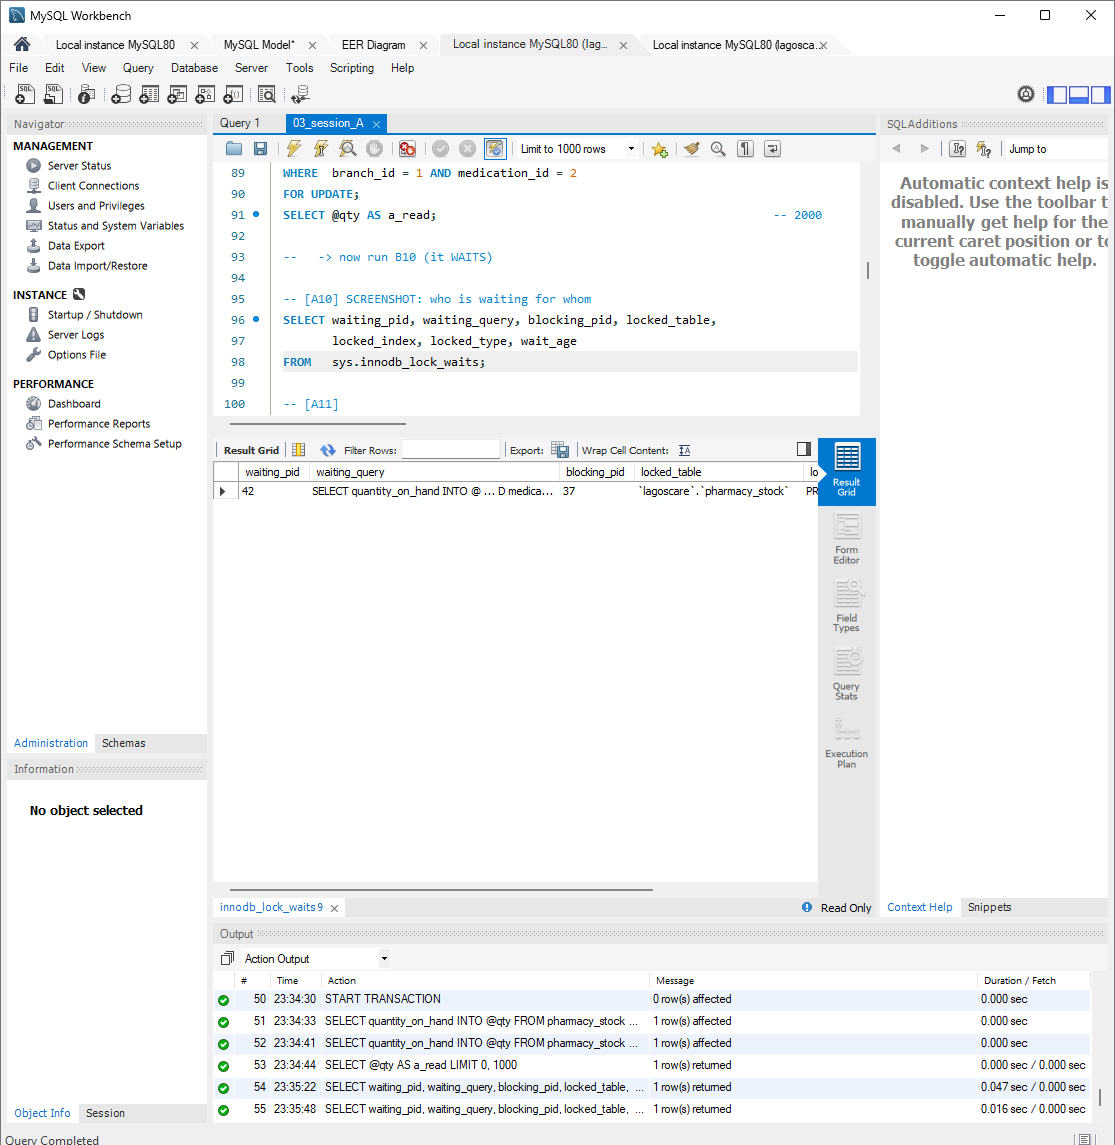 MySQL Workbench
Local instance MySQL80 × MySQL Model* × EER Diagram × Local instance MySQL80 (lag... × Local instance MySQL80 (lagosca... ×
File Edit View Query Database Server Tools Scripting Help
Navigator
MANAGEMENT
Server Status
Client Connections
Users and Privileges
Status and System Variables
Data Export
Data Import/Restore
INSTANCE
Startup / Shutdown
Server Logs
Options File
PERFORMANCE
Dashboard
Performance Reports
Performance Schema Setup
Administration Schemas
Information
No object selected
Object Info Session
Query 1 03_session_A ×
Limit to 1000 rows
89 WHERE branch_id = 1 AND medication_id = 2
90 FOR UPDATE;
91 SELECT @qty AS a_read; -- 2000
92
93 -- -> now run B10 (it WAITS)
94
95 -- [A10] SCREENSHOT: who is waiting for whom
96 SELECT waiting_pid, waiting_query, blocking_pid, locked_table,
97 locked_index, locked_type, wait_age
98 FROM sys.innodb_lock_waits;
99
100 -- [A11]
Result Grid Filter Rows: Export: Wrap Cell Content:
waiting_pid waiting_query blocking_pid locked_table lo
42 SELECT quantity_on_hand INTO @ ... D medica... 37 `lagoscare`.`pharmacy_stock` PR
Result
Grid
Form
Editor
Field
Types
Query
Stats
Execution
Plan
innodb_lock_waits 9 × Read Only
SQLAdditions
Jump to
Automatic context help is
disabled. Use the toolbar t
manually get help for the
current caret position or to
toggle automatic help.
Context Help Snippets
Output
Action Output
# Time Action Message Duration / Fetch
50 23:34:30 START TRANSACTION 0 row(s) affected 0.000 sec
51 23:34:33 SELECT quantity_on_hand INTO @qty FROM pharmacy_stock ... 1 row(s) affected 0.000 sec
52 23:34:41 SELECT quantity_on_hand INTO @qty FROM pharmacy_stock ... 1 row(s) affected 0.000 sec
53 23:34:44 SELECT @qty AS a_read LIMIT 0, 1000 1 row(s) returned 0.000 sec / 0.000 sec
54 23:35:22 SELECT waiting_pid, waiting_query, blocking_pid, locked_table, ... 1 row(s) returned 0.047 sec / 0.000 sec
55 23:35:48 SELECT waiting_pid, waiting_query, blocking_pid, locked_table, ... 1 row(s) returned 0.016 sec / 0.000 sec
Query Completed